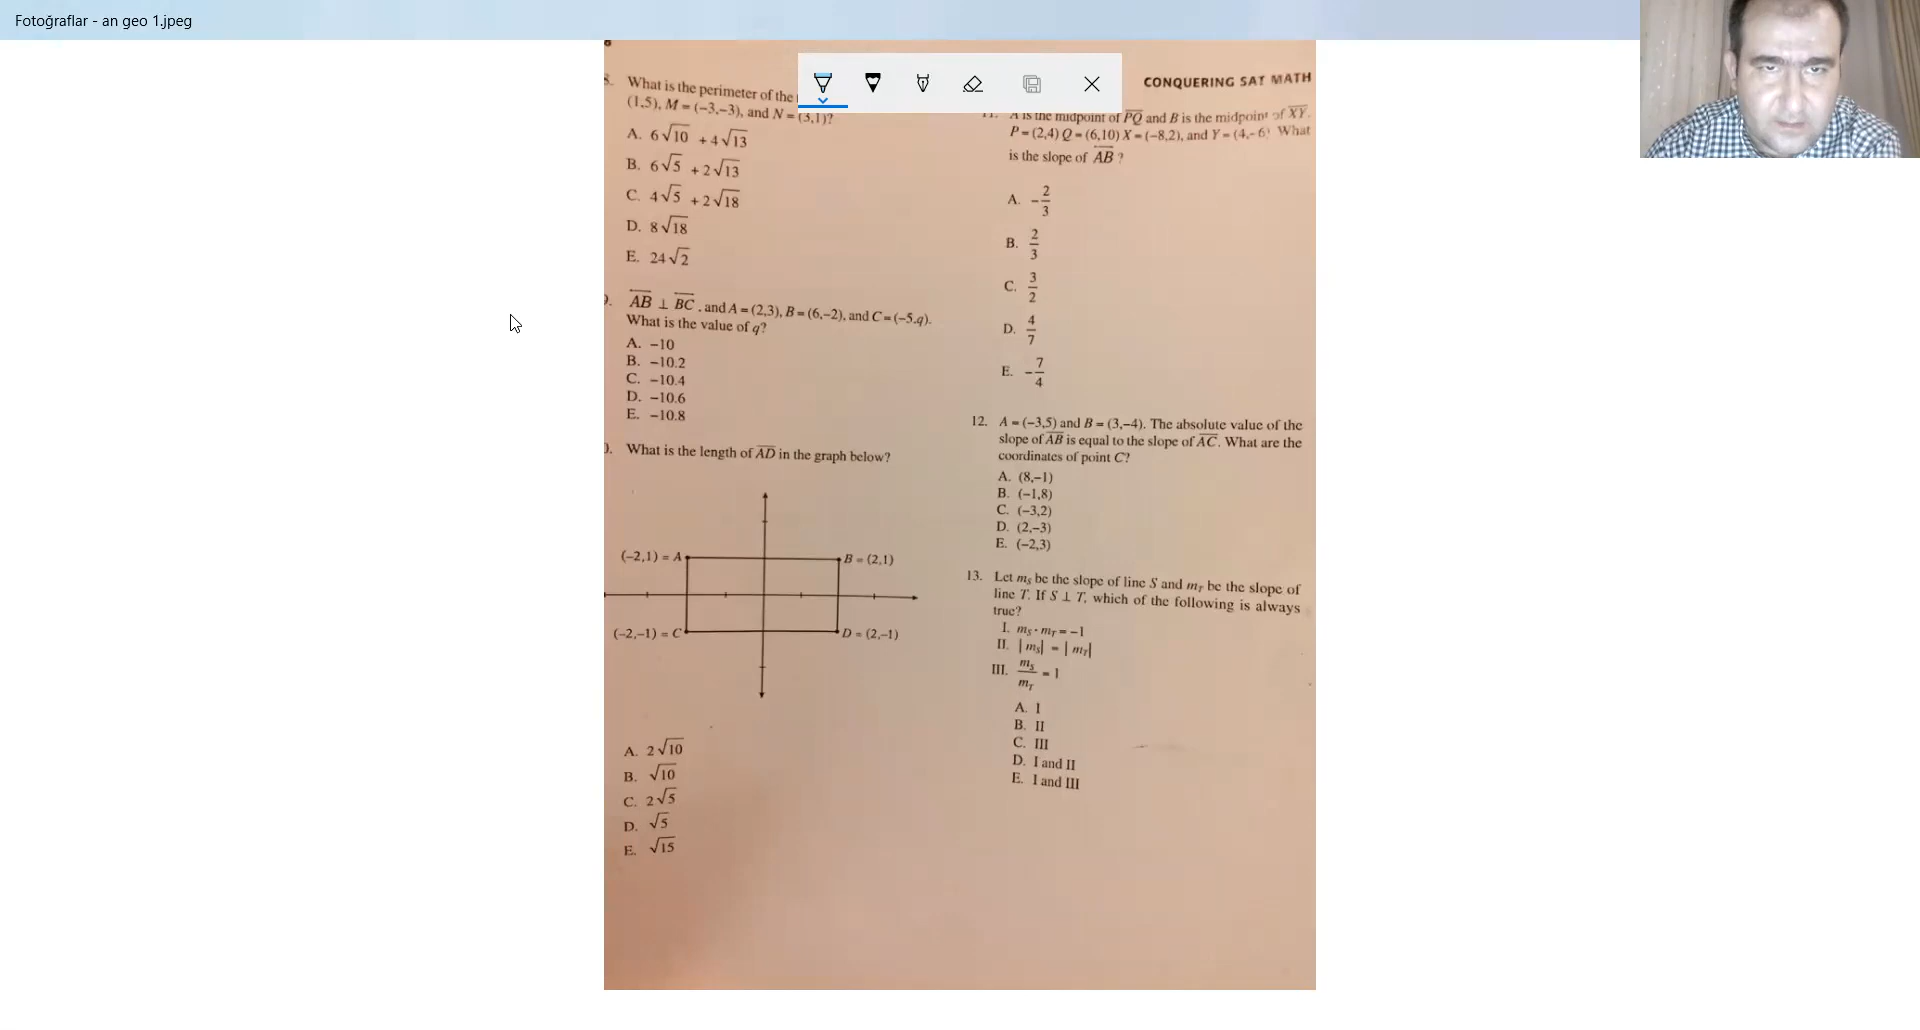 Fotoğraflar - an geo 1.jpeg
CONQUERING SAT MATH
8. What is the perimeter of the
(1,5), M = (−3,−3), and N = (3,1)?
A. 6√10 + 4√13
B. 6√5 + 2√13
C. 4√5 + 2√18
D. 8√18
E. 24√2
AB ⊥ BC, and A = (2,3), B = (6,−2), and C = (−5,q).
What is the value of q?
A. −10
B. −10.2
C. −10.4
D. −10.6
E. −10.8
What is the length of AD in the graph below?
(−2,1) = A
B = (2,1)
(−2,−1) = C
D = (2,−1)
A. 2√10
B. √10
C. 2√5
D. √5
E. √15
11. A is the midpoint of PQ and B is the midpoint of XY.
P = (2,4) Q = (6,10) X = (−8,2), and Y = (4,−6) What
is the slope of AB ?
A. −2/3
B. 2/3
C. 3/2
D. 4/7
E. −7/4
12. A = (−3,5) and B = (3,−4). The absolute value of the
slope of AB is equal to the slope of AC. What are the
coordinates of point C?
A. (8,−1)
B. (−1,8)
C. (−3,2)
D. (2,−3)
E. (−2,3)
13. Let mS be the slope of line S and mT be the slope of
line T. If S ⊥ T, which of the following is always
true?
I. mS · mT = −1
II. |mS| = |mT|
III. mS/mT = 1
A. I
B. II
C. III
D. I and II
E. I and III